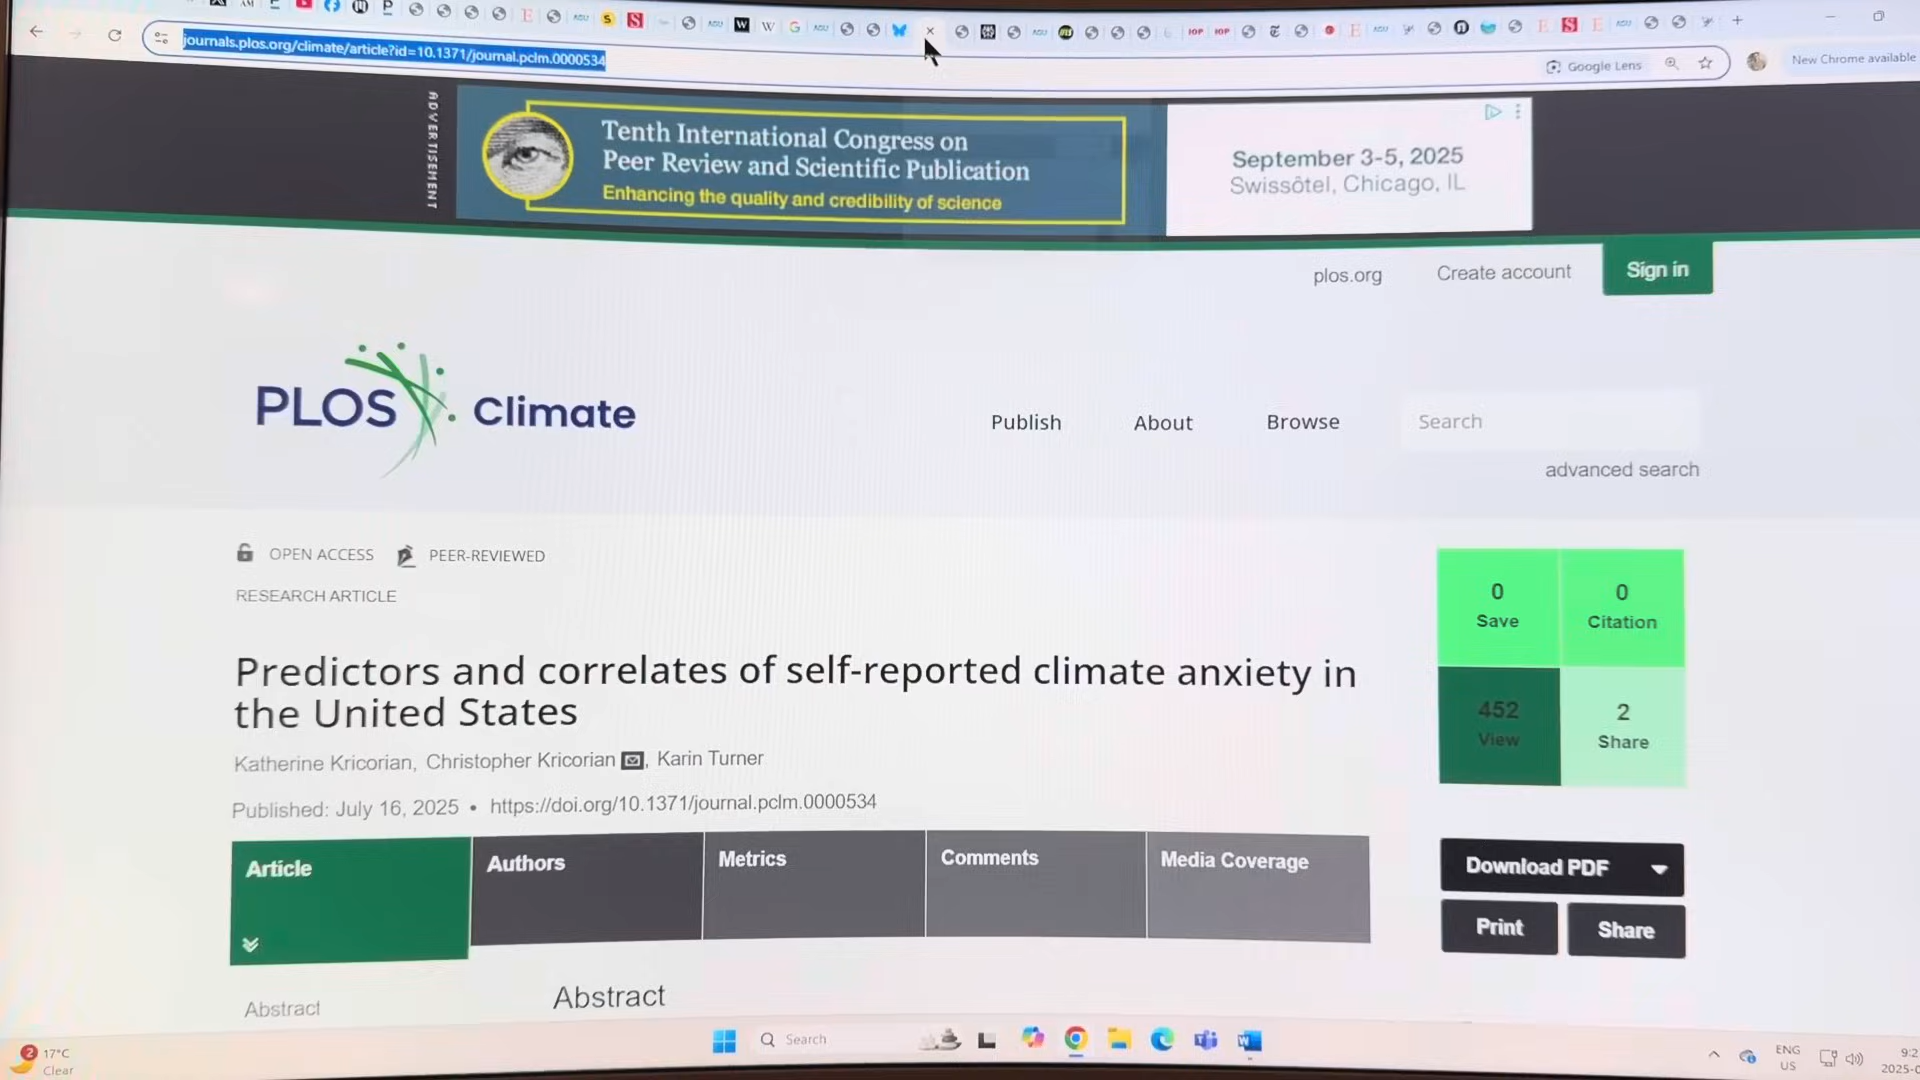 journals.plos.org/climate/article?id=10.1371/journal.pclm.0000534
Google Lens
New Chrome available
ADVERTISEMENT
Tenth International Congress on
Peer Review and Scientific Publication
Enhancing the quality and credibility of science
September 3-5, 2025
Swissôtel, Chicago, IL
plos.org
Create account
Sign in
PLOS Climate
Publish
About
Browse
Search
advanced search
OPEN ACCESS
PEER-REVIEWED
RESEARCH ARTICLE
0
Save
0
Citation
452
View
2
Share
Predictors and correlates of self-reported climate anxiety in
the United States
Katherine Kricorian, Christopher Kricorian, Karin Turner
Published: July 16, 2025 • https://doi.org/10.1371/journal.pclm.0000534
Article
Authors
Metrics
Comments
Media Coverage
Download PDF
Print
Share
Abstract
Abstract
2
17°C
Clear
Search
ENG
US
9:2
2025-0